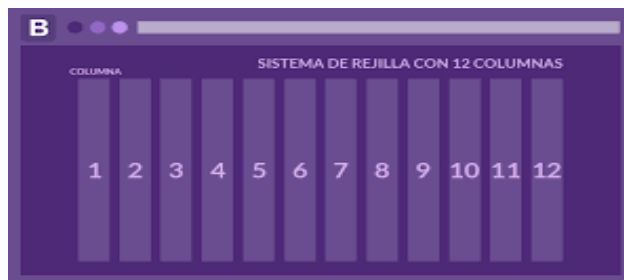 B
SISTEMA DE REJILLA CON 12 COLUMNAS
COLUMNA
1 2 3 4 5 6 7 8 9 10 11 12